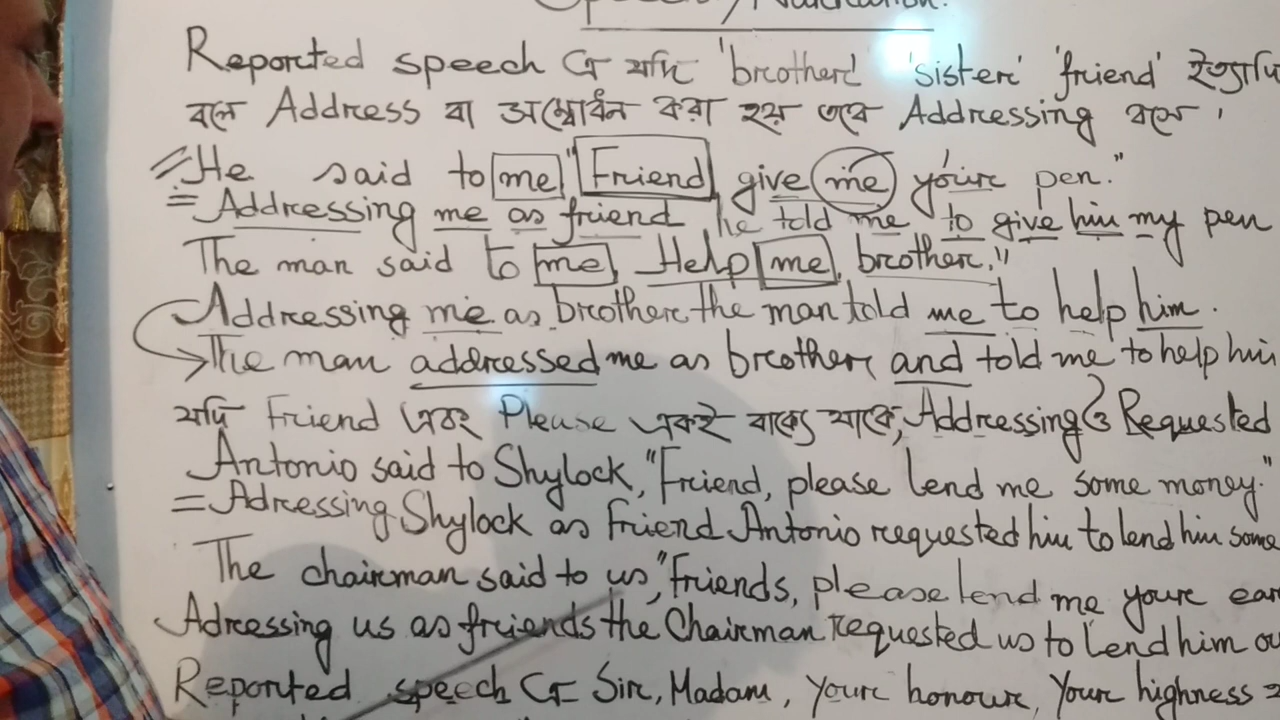 Speech / Narration.
Reported speech এ যদি 'brother' 'sister' 'friend' ইত্যাদি
বলে Address বা সম্বোধন করা হয় তবে Addressing বসে।
He said to me "Friend, give me your pen."
= Addressing me as friend he told me to give him my pen
The man said to me, "Help me, brother."
Addressing me as brother the man told me to help him.
The man addressed me as brother and told me to help him
যদি Friend এবং Please একই বাক্যে থাকে, Addressing ও Requested
Antonio said to Shylock, "Friend, please lend me some money."
= Adressing Shylock as friend Antonio requested him to lend him some
The chairman said to us, "Friends, please lend me your ear
Adressing us as friends the Chairman requested us to lend him ou
Reported speech এ Sir, Madam, Your honour, Your highness